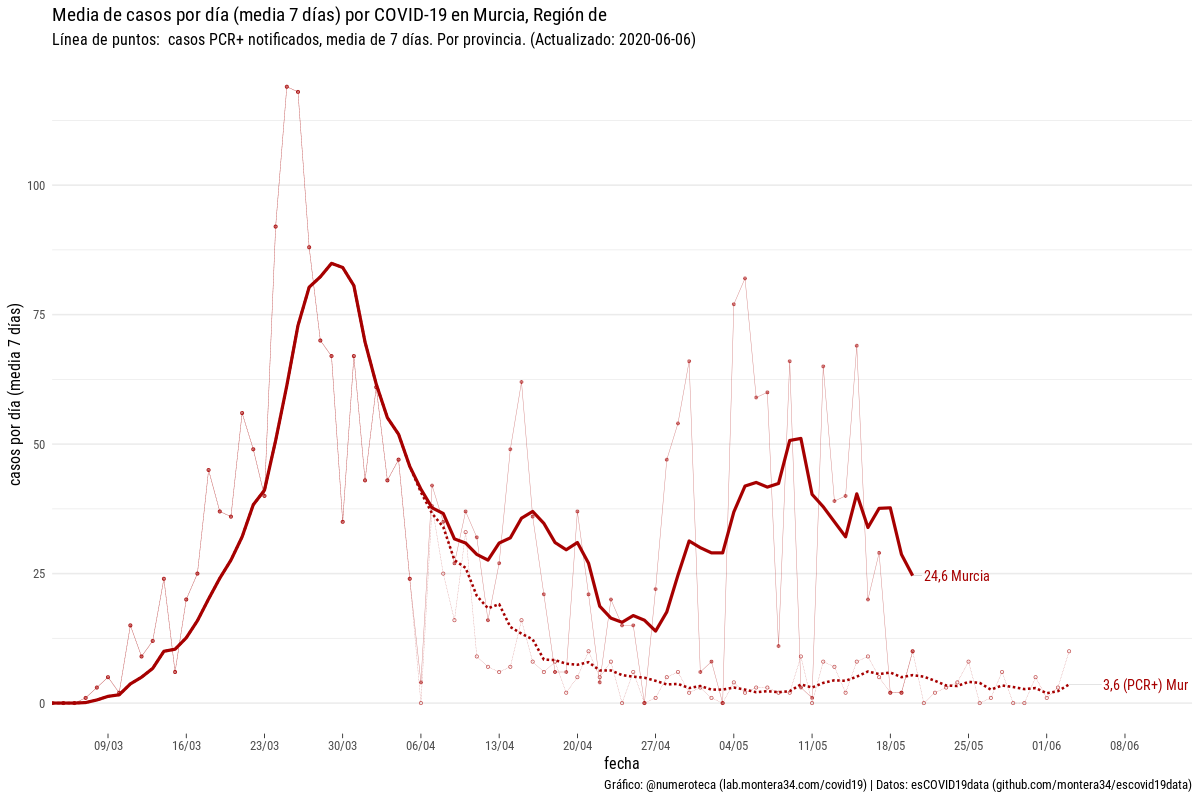 Media de casos por día (media 7 días) por COVID-19 en Murcia, Región de
Línea de puntos:  casos PCR+ notificados, media de 7 días. Por provincia. (Actualizado: 2020-06-06)
casos por día (media 7 días)
100
75
50
25
0
24,6 Murcia
3,6 (PCR+) Mur
09/03
16/03
23/03
30/03
06/04
13/04
20/04
27/04
04/05
11/05
18/05
25/05
01/06
08/06
fecha
Gráfico: @numeroteca (lab.montera34.com/covid19) | Datos: esCOVID19data (github.com/montera34/escovid19data)